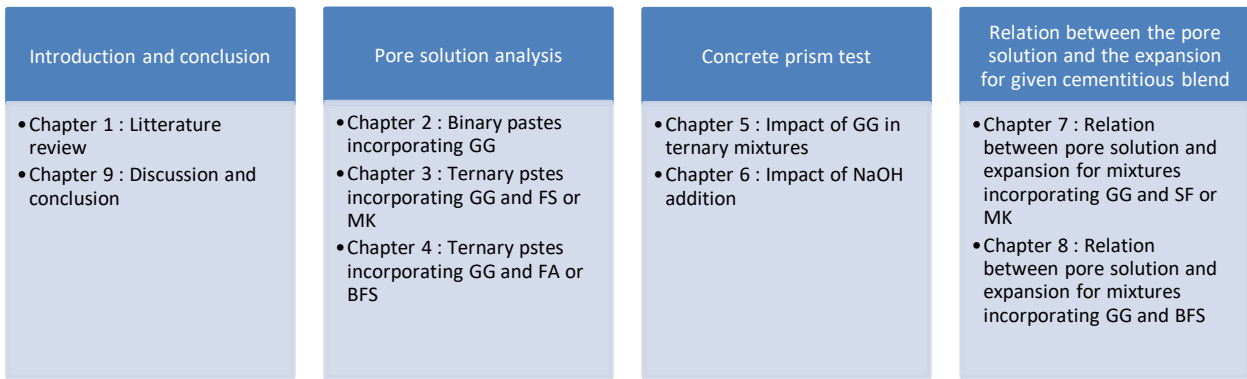 Introduction and conclusion
•Chapter 1 : Litterature
review
•Chapter 9 : Discussion and
conclusion
Pore solution analysis
•Chapter 2 : Binary pastes
incorporating GG
•Chapter 3 : Ternary pstes
incorporating GG and FS or
MK
•Chapter 4 : Ternary pstes
incorporating GG and FA or
BFS
Concrete prism test
•Chapter 5 : Impact of GG in
ternary mixtures
•Chapter 6 : Impact of NaOH
addition
Relation between the pore
solution and the expansion
for given cementitious blend
•Chapter 7 : Relation
between pore solution and
expansion for mixtures
incorporating GG and SF or
MK
•Chapter 8 : Relation
between pore solution and
expansion for mixtures
incorporating GG and BFS